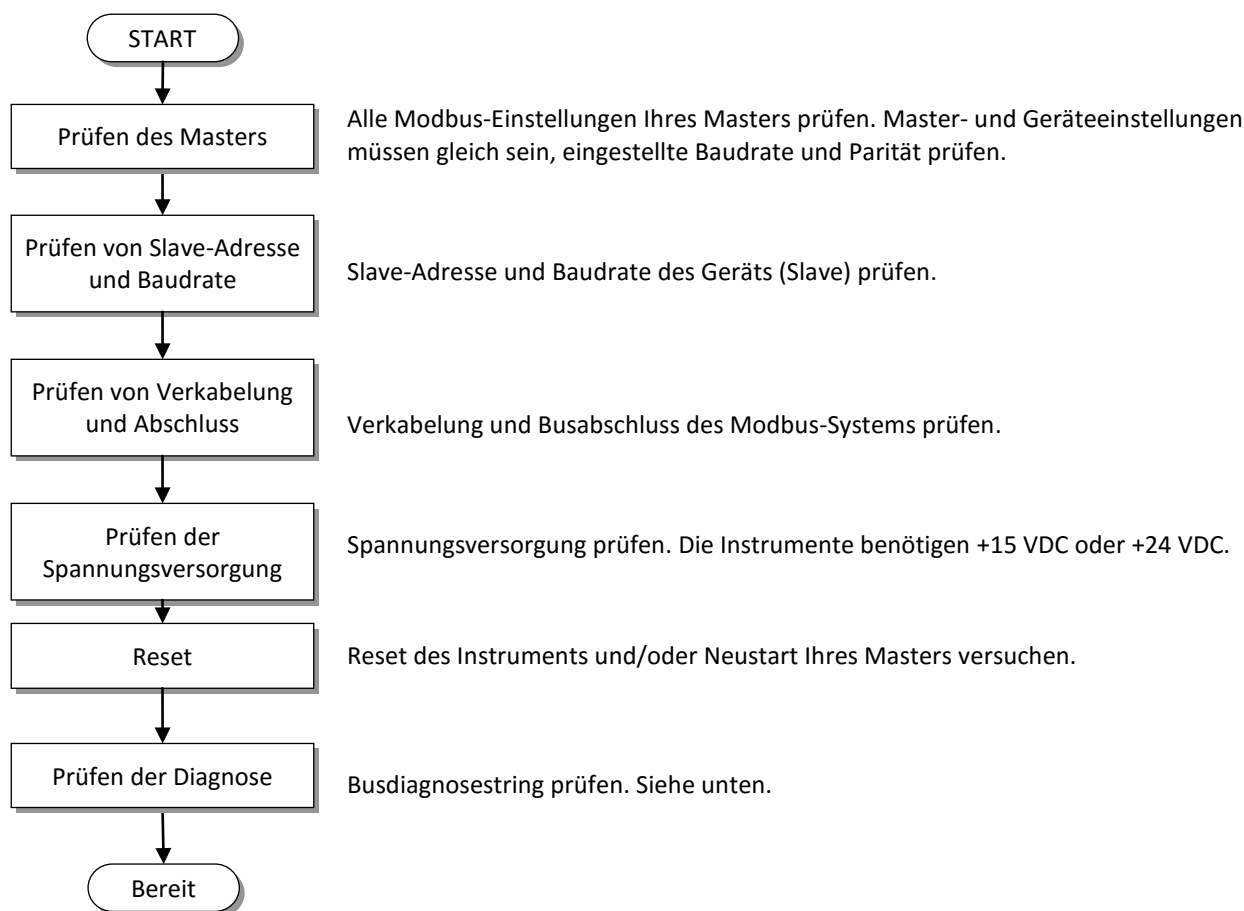 START
Prüfen des Masters
Alle Modbus-Einstellungen Ihres Masters prüfen. Master- und Geräteeinstellungen
müssen gleich sein, eingestellte Baudrate und Parität prüfen.
Prüfen von Slave-Adresse
und Baudrate
Slave-Adresse und Baudrate des Geräts (Slave) prüfen.
Prüfen von Verkabelung
und Abschluss
Verkabelung und Busabschluss des Modbus-Systems prüfen.
Prüfen der
Spannungsversorgung
Spannungsversorgung prüfen. Die Instrumente benötigen +15 VDC oder +24 VDC.
Reset
Reset des Instruments und/oder Neustart Ihres Masters versuchen.
Prüfen der Diagnose
Busdiagnosestring prüfen. Siehe unten.
Bereit